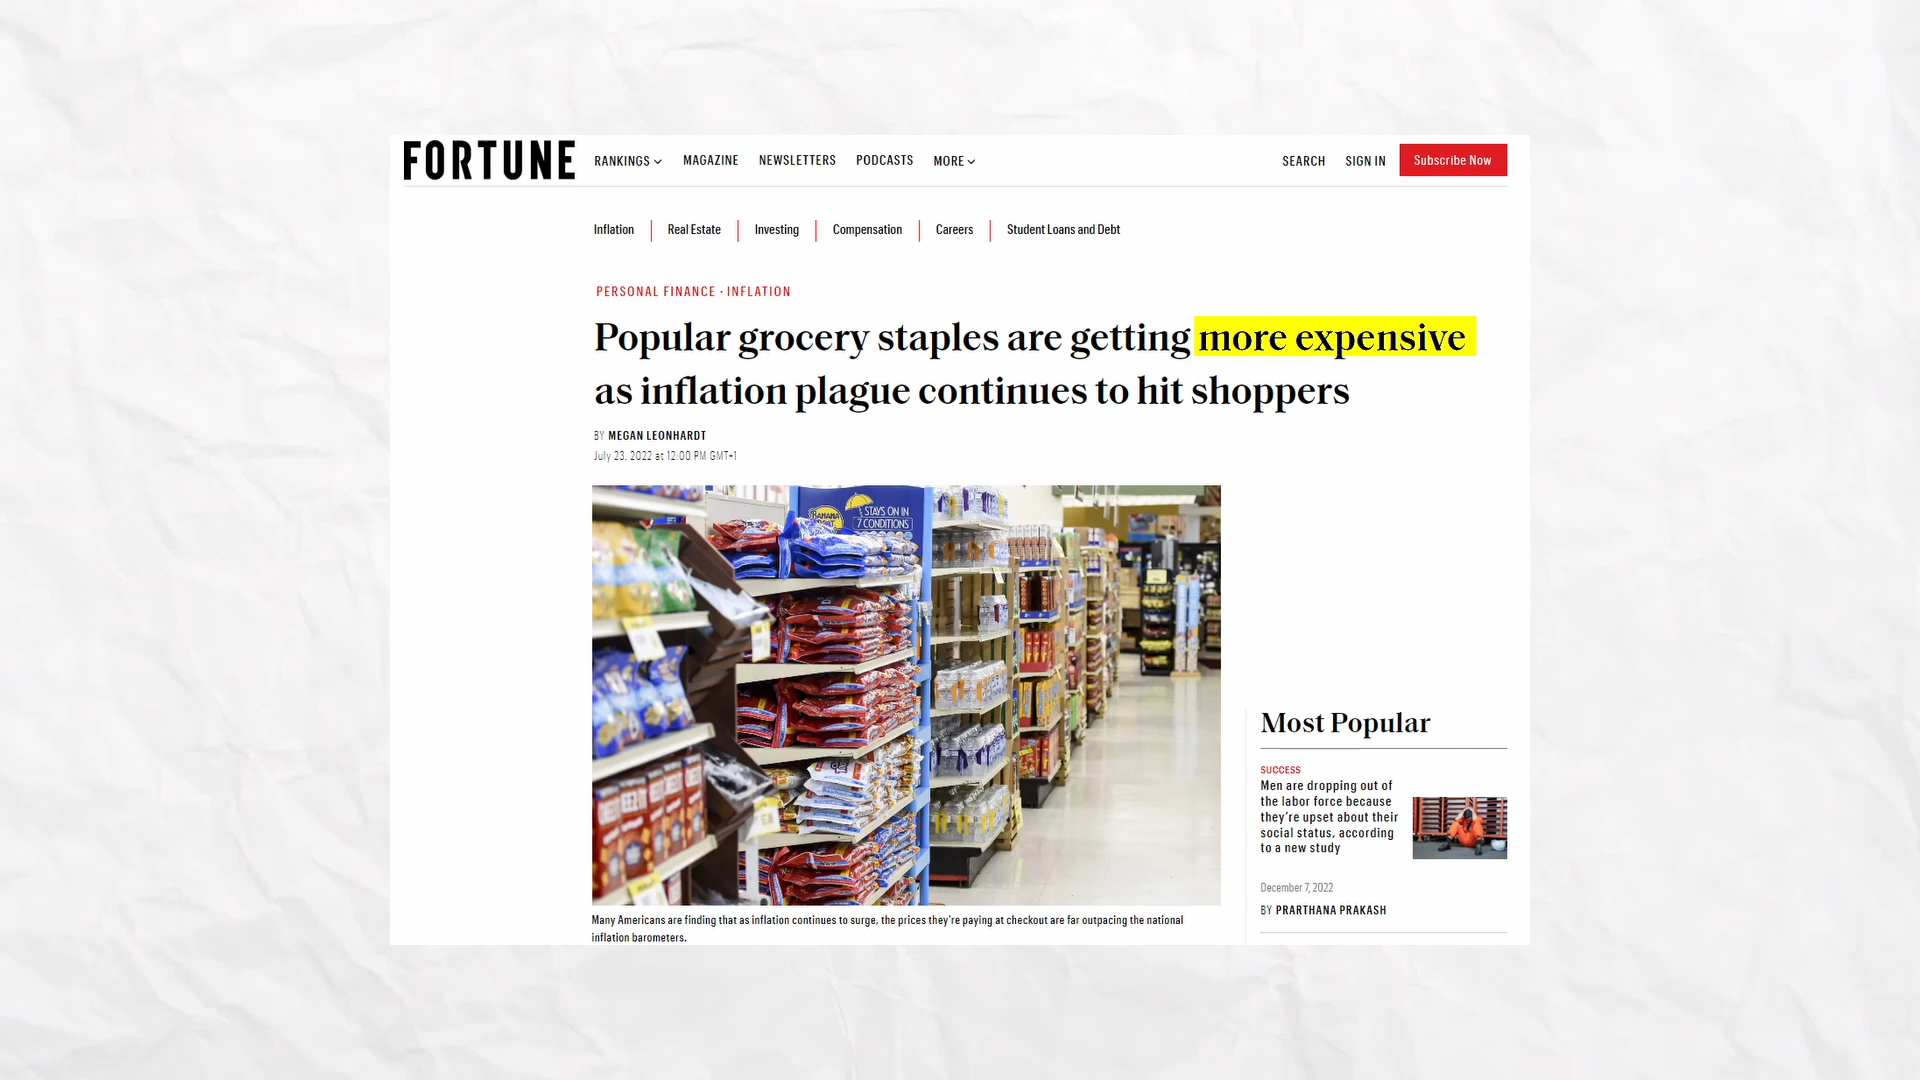 FORTUNE
RANKINGS MAGAZINE NEWSLETTERS PODCASTS MORE SEARCH SIGN IN Subscribe Now
Inflation Real Estate Investing Compensation Careers Student Loans and Debt
PERSONAL FINANCE · INFLATION
Popular grocery staples are getting more expensive
as inflation plague continues to hit shoppers
BY MEGAN LEONHARDT
July 23, 2022 at 12:00 PM GMT+1
BANANA
STAYS ON IN
7 CONDITIONS
Many Americans are finding that as inflation continues to surge, the prices they're paying at checkout are far outpacing the national
inflation barometers.
Most Popular
SUCCESS
Men are dropping out of
the labor force because
they're upset about their
social status, according
to a new study
December 7, 2022
BY PRARTHANA PRAKASH